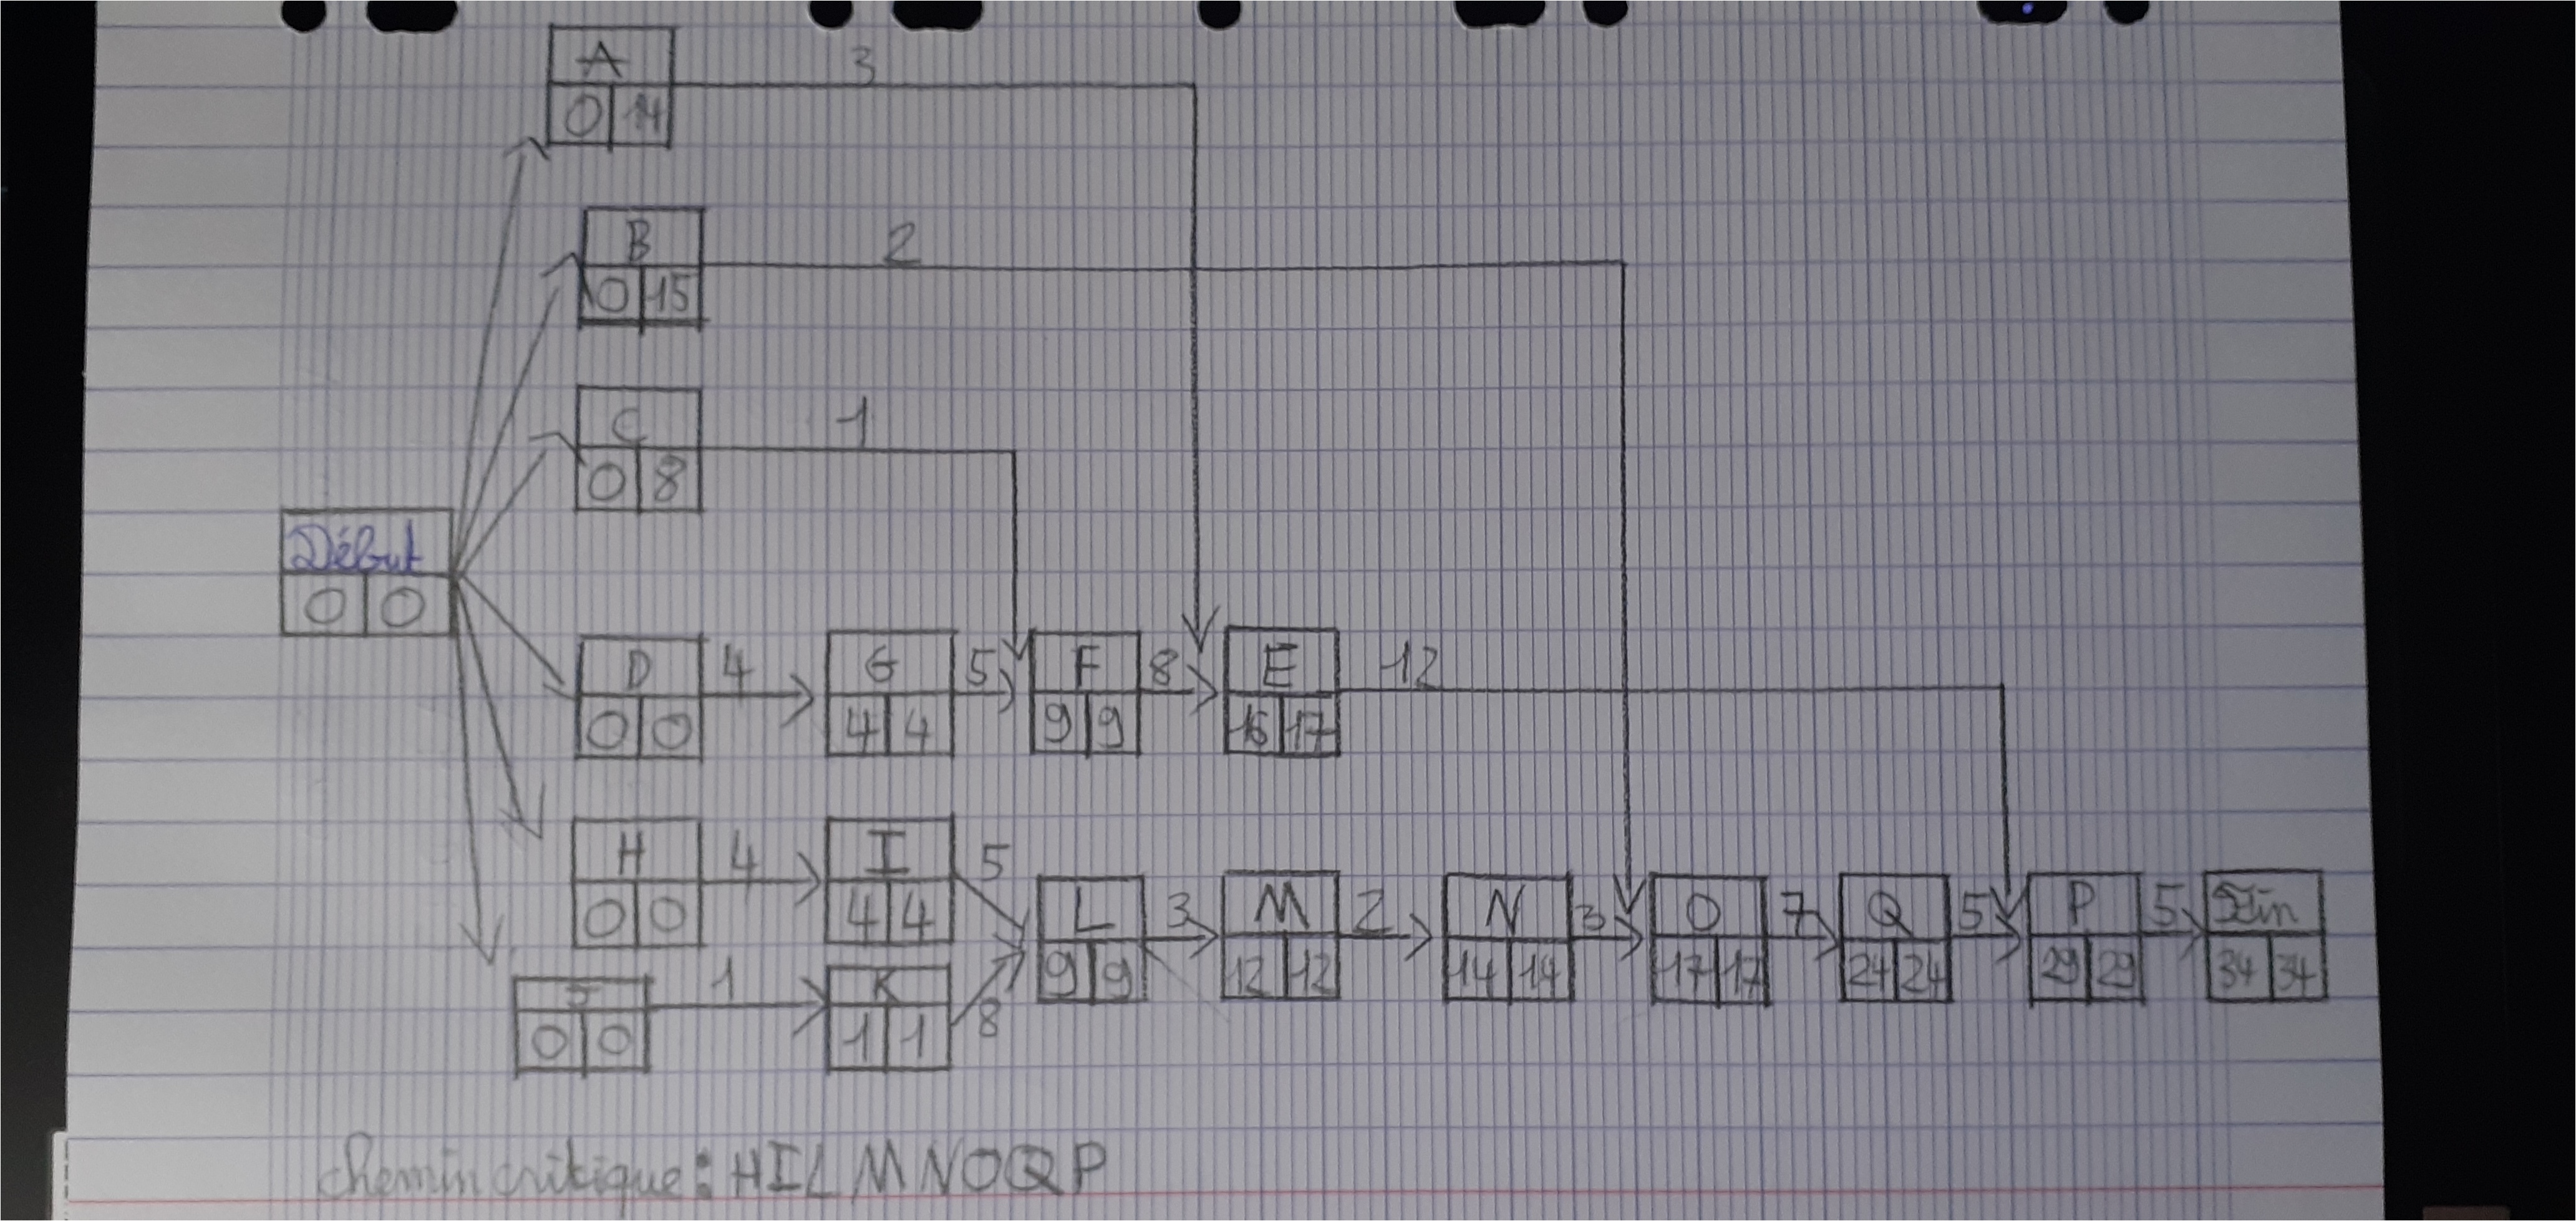 A 3
0 14
B 2
0 15
C 1
0 8
Début
0 0
D 4 G 5 F 8 E 12
0 0 4 4 9 9 16 17
H 4 I 5
0 0 4 4
L 3 M 2 N 3 O 7 Q 5 P 5 Fin
9 9 12 12 14 14 17 17 24 24 29 29 34 34
J 1 K 8
0 0 1 1
chemin critique: HILMNOQP